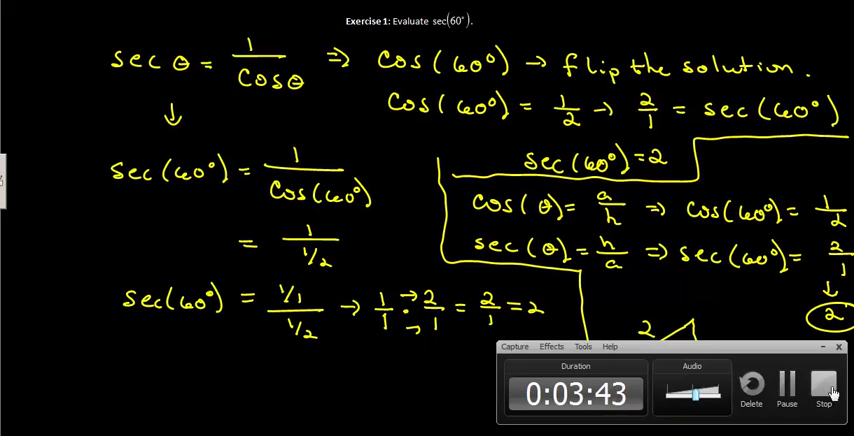 Exercise 1: Evaluate sec(60°).
sec θ = 1/cosθ ⇒ cos(60°) → flip the solution.
cos(60°) = 1/2 → 2/1 = sec(60°)
↓
sec(60°) = 1/cos(60°)
= 1/(1/2)
sec(60°) = (1/1)/(1/2) → 1/1 · 2/1 = 2/1 = 2
sec(60°) = 2
cos(θ) = a/h ⇒ cos(60°) = 1/2
sec(θ) = h/a ⇒ sec(60°) = 2/1
↓
2
2
Capture Effects Tools Help
Duration
0:03:43
Audio
Delete Pause Stop